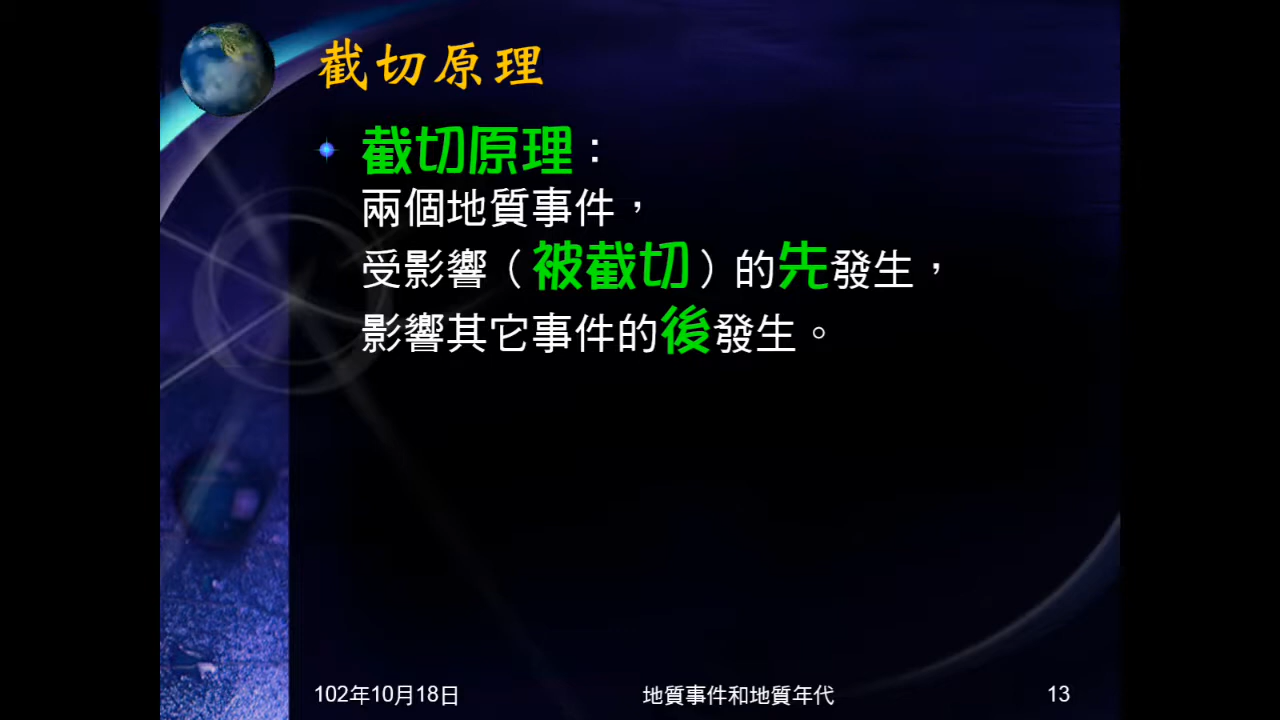 截切原理
截切原理：
兩個地質事件，
受影響（被截切）的先發生，
影響其它事件的後發生。
102年10月18日
地質事件和地質年代
13